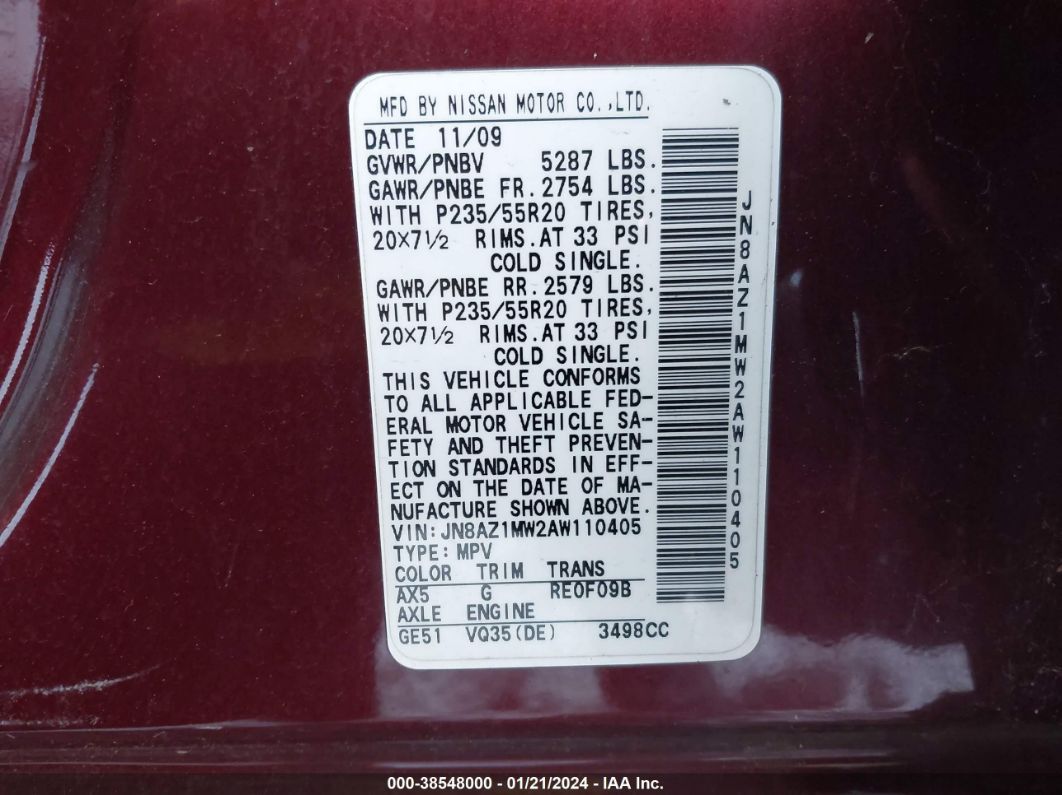 MFD BY NISSAN MOTOR CO.,LTD.
DATE 11/09
GVWR/PNBV 5287 LBS.
GAWR/PNBE FR.2754 LBS.
WITH P235/55R20 TIRES,
20×7½ RIMS.AT 33 PSI
COLD SINGLE.
GAWR/PNBE RR.2579 LBS.
WITH P235/55R20 TIRES,
20×7½ RIMS.AT 33 PSI
COLD SINGLE.
THIS VEHICLE CONFORMS
TO ALL APPLICABLE FED-
ERAL MOTOR VEHICLE SA-
FETY AND THEFT PREVEN-
TION STANDARDS IN EFF-
ECT ON THE DATE OF MA-
NUFACTURE SHOWN ABOVE.
VIN:JN8AZ1MW2AW110405
TYPE:MPV
COLOR TRIM TRANS
AX5 G RE0F09B
AXLE ENGINE
GE51 VQ35(DE) 3498CC
JN8AZ1MW2AW110405
000-38548000 - 01/21/2024 - IAA Inc.